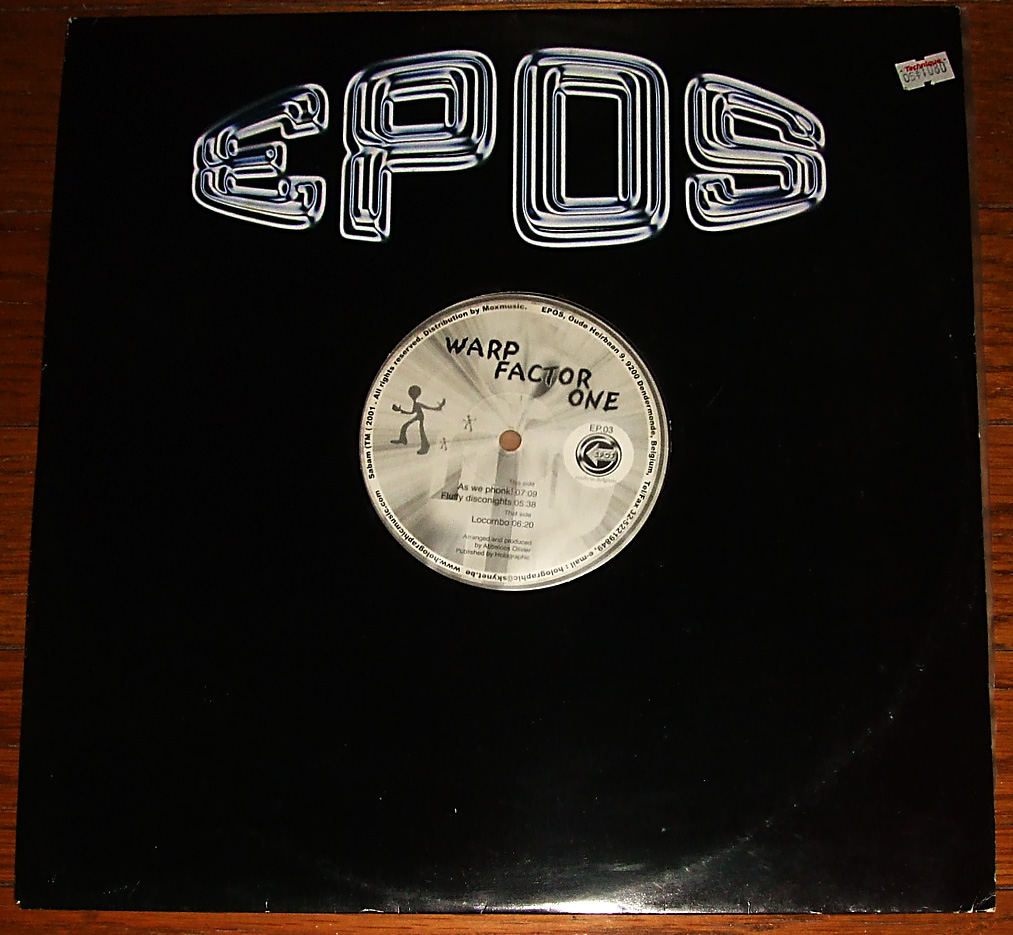 EPOS
Technique
WARP
FACTOR
ONE
EP 03
EPOS
This side
As we phonk! 07:09
Fluffy disconights 05:38
That side
Locombo 06:20
Arranged and produced
by Abbeloos Olivier
Published by Holographic
Sabam (TM ( 2001 - All rights reserved. Distribution by Moxmusic. EPOS, Oude Heirbaan 9, 9200 Dendermonde, Belgium, Tel/Fax 32-52219849, e-mail : holographic@skynet.be www.holographicmusic.com